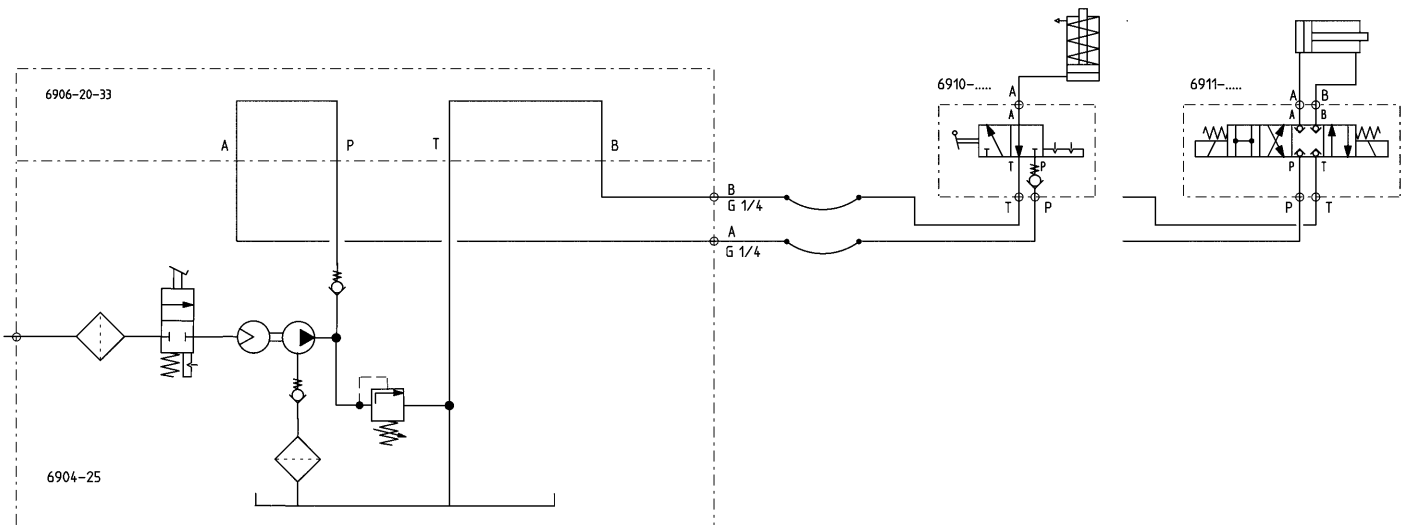 6910-.....
6911-.....
6906-20-33
A
A
A
B
A
B
A
P
T
B
T
P
P
T
B
G 1/4
T
P
P
T
A
G 1/4
6904-25